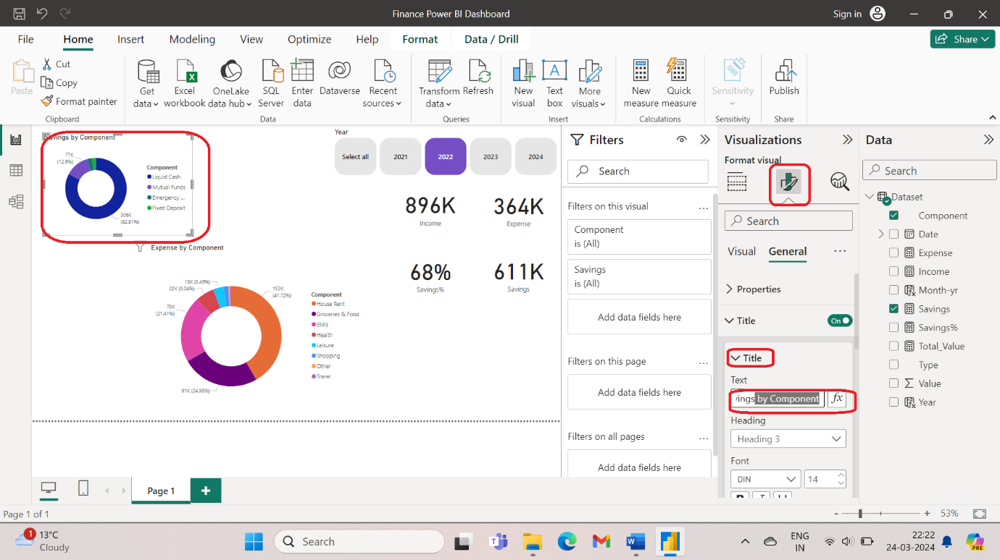 Finance Power BI Dashboard
Sign in
File Home Insert Modeling View Optimize Help Format Data / Drill
Share
Paste
Cut
Copy
Format painter
Clipboard
Get data
Excel workbook
OneLake data hub
SQL Server
Enter data
Dataverse
Recent sources
Data
Transform data
Refresh
Queries
New visual
Text box
More visuals
Insert
New measure
Quick measure
Calculations
Sensitivity
Sensitivity
Publish
Share
Savings by Component
77K
(12.6%)
506K
(82.81%)
Component
Liquid Cash
Mutual Funds
Emergency ...
Fixed Deposit
Year
Select all 2021 2022 2023 2024
896K
Income
364K
Expense
68%
Savings%
611K
Savings
Expense by Component
13K (3.46%)
22K (6.04%)
78K
(21.41%)
91K (24.98%)
152K
(41.72%)
Component
House Rent
Groceries & Food
EMIs
Health
Leisure
Shopping
Other
Travel
Filters
Search
Filters on this visual ...
Component
is (All)
Savings
is (All)
Add data fields here
Filters on this page ...
Add data fields here
Filters on all pages ...
Add data fields here
Visualizations
Format visual
Search
Visual General ...
Properties
Title On
Title
Text
ings by Component fx
Heading
Heading 3
Font
DIN 14
Data
Search
Dataset
Component
Date
Expense
Income
Month-yr
Savings
Savings%
Total_Value
Type
Value
Year
Page 1
Page 1 of 1
- + 53%
1
13°C
Cloudy
Search
PRE
ENG
IN
22:22
24-03-2024